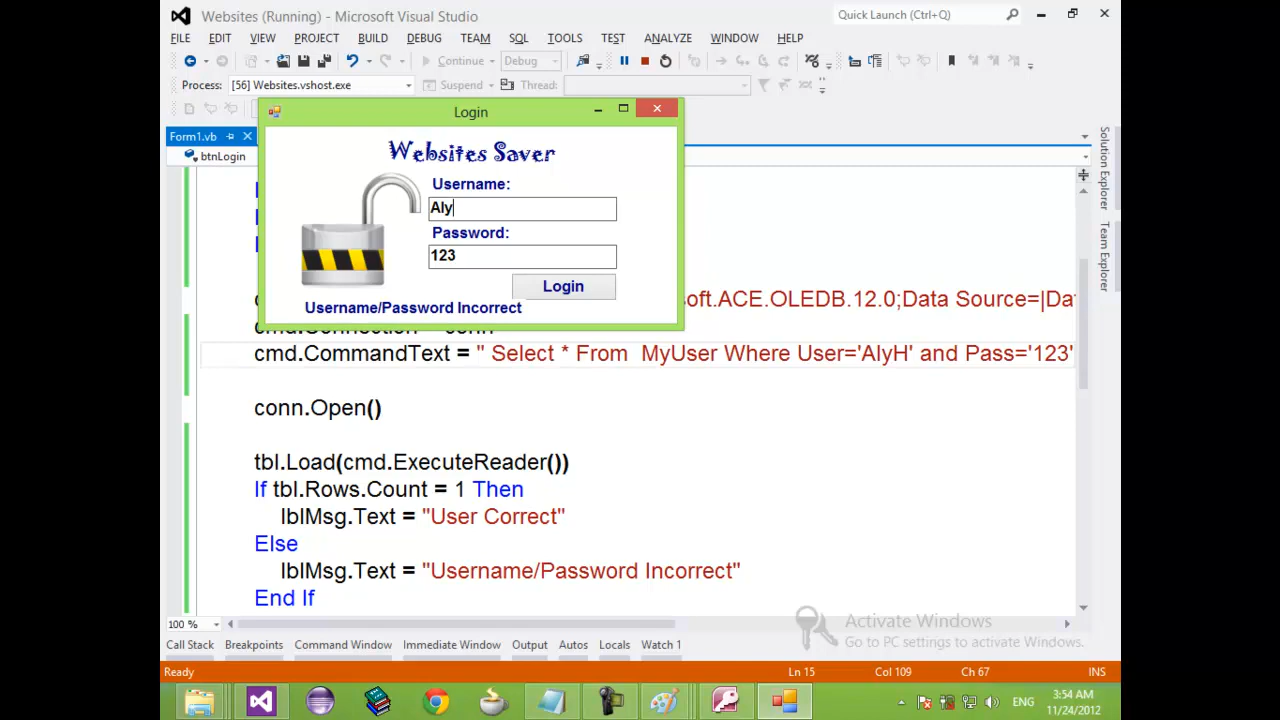 Websites (Running) - Microsoft Visual Studio
Quick Launch (Ctrl+Q)
FILE EDIT VIEW PROJECT BUILD DEBUG TEAM SQL TOOLS TEST ANALYZE WINDOW HELP
Continue Debug
Process: [56] Websites.vshost.exe Suspend Thread:
Login
Form1.vb
btnLogin
Websites Saver
Username:
Aly
Password:
123
Login
Username/Password Incorrect
Solution Explorer
Team Explorer
soft.ACE.OLEDB.12.0;Data Source=|Dat
cmd.Connection = conn
cmd.CommandText = " Select * From MyUser Where User='AlyH' and Pass='123'
conn.Open()
tbl.Load(cmd.ExecuteReader())
If tbl.Rows.Count = 1 Then
lblMsg.Text = "User Correct"
Else
lblMsg.Text = "Username/Password Incorrect"
End If
Activate Windows
Go to PC settings to activate Windows.
100 %
Call Stack Breakpoints Command Window Immediate Window Output Autos Locals Watch 1
Ready Ln 15 Col 109 Ch 67 INS
ENG
3:54 AM
11/24/2012